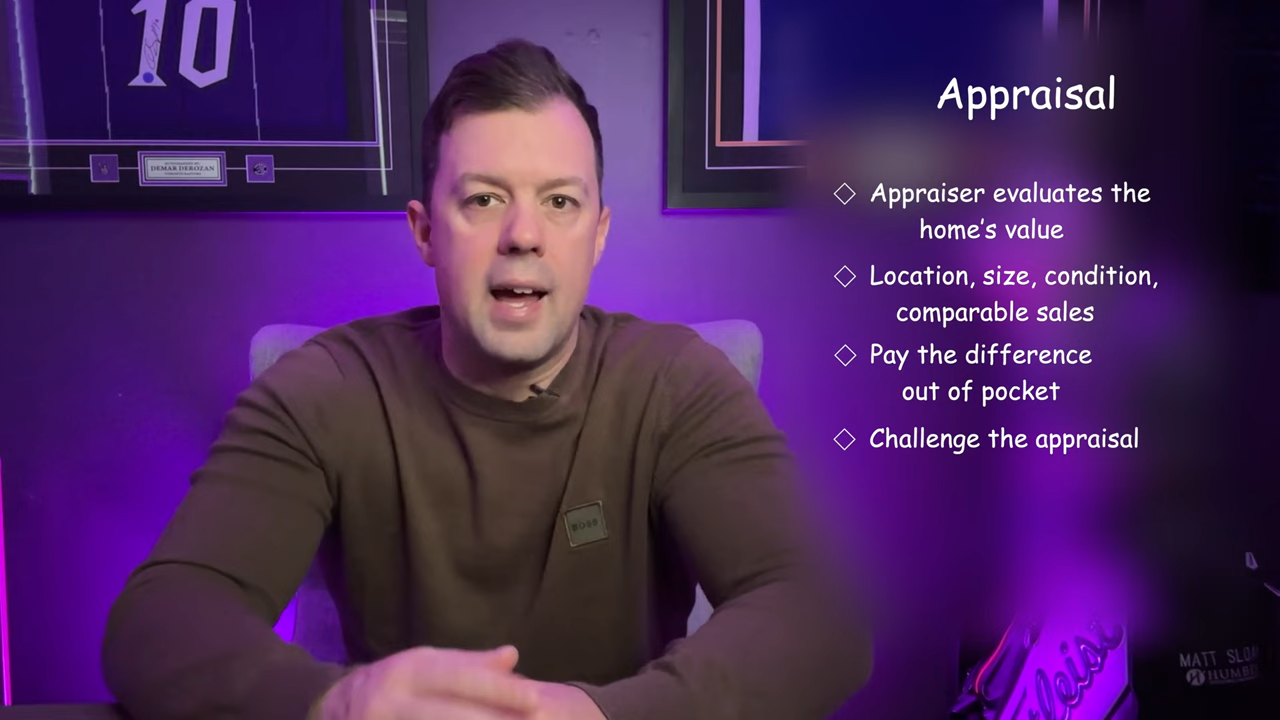 10
DEMAR DEROZAN
Appraisal
Appraiser evaluates the
home's value
Location, size, condition,
comparable sales
Pay the difference
out of pocket
Challenge the appraisal
BOSS
MATT